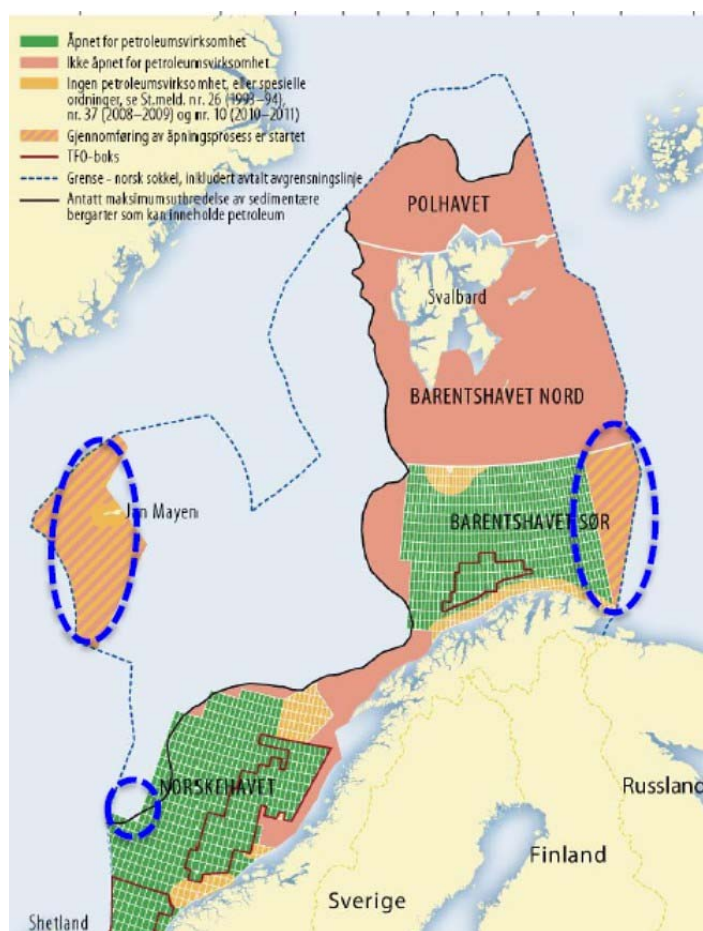 Åpnet for petroleumsvirksomhet
Ikke åpnet for petroleumsvirksomhet
Ingen petroleumsvirksomhet, eller spesielle
ordninger, se St.meld. nr. 26 (1993–94),
nr. 37 (2008–2009) og nr. 10 (2010–2011)
Gjennomføring av åpningsprosess er startet
TFO-boks
Grense - norsk sokkel, inkludert avtalt avgrensningslinje
Antatt maksimumsutbredelse av sedimentære
bergarter som kan inneholde petroleum
POLHAVET
Svalbard
BARENTSHAVET NORD
Jan Mayen
BARENTSHAVET SØR
NORSKEHAVET
Russland
Finland
Sverige
Shetland